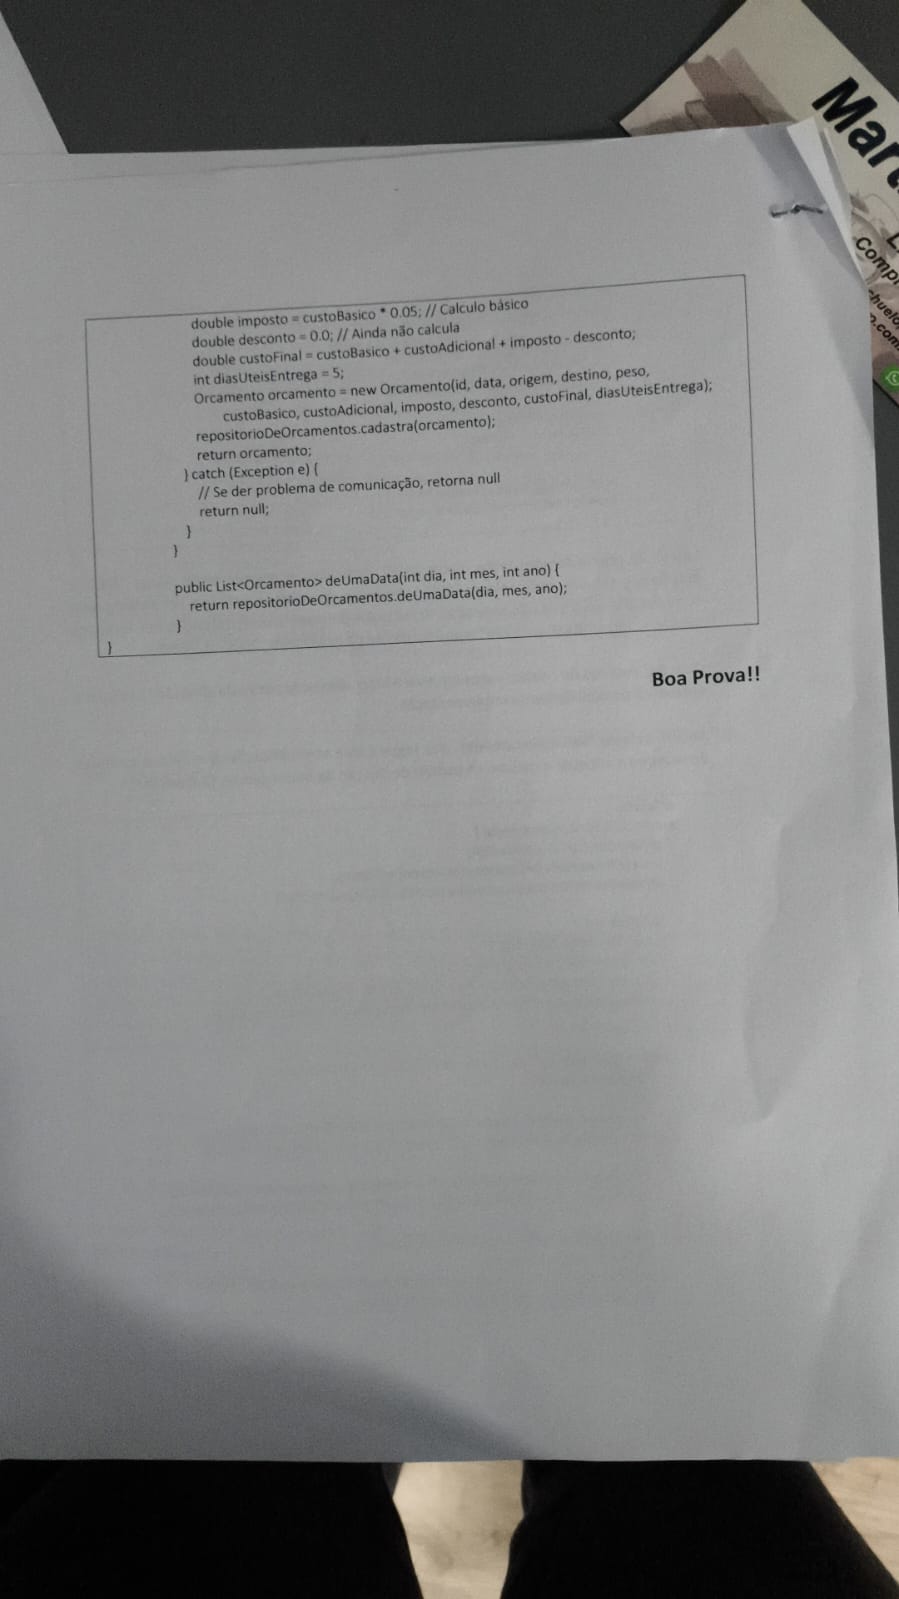 Mar
Comp
huelo
.com
double imposto = custoBasico * 0.05; // Calculo básico
double desconto = 0.0; // Ainda não calcula
double custoFinal = custoBasico + custoAdicional + imposto - desconto;
int diasUteisEntrega = 5;
Orcamento orcamento = new Orcamento(id, data, origem, destino, peso,
custoBasico, custoAdicional, imposto, desconto, custoFinal, diasUteisEntrega);
repositorioDeOrcamentos.cadastra(orcamento);
return orcamento;
} catch (Exception e) {
// Se der problema de comunicação, retorna null
return null;
}
}
public List<Orcamento> deUmaData(int dia, int mes, int ano) {
return repositorioDeOrcamentos.deUmaData(dia, mes, ano);
}
}
Boa Prova!!